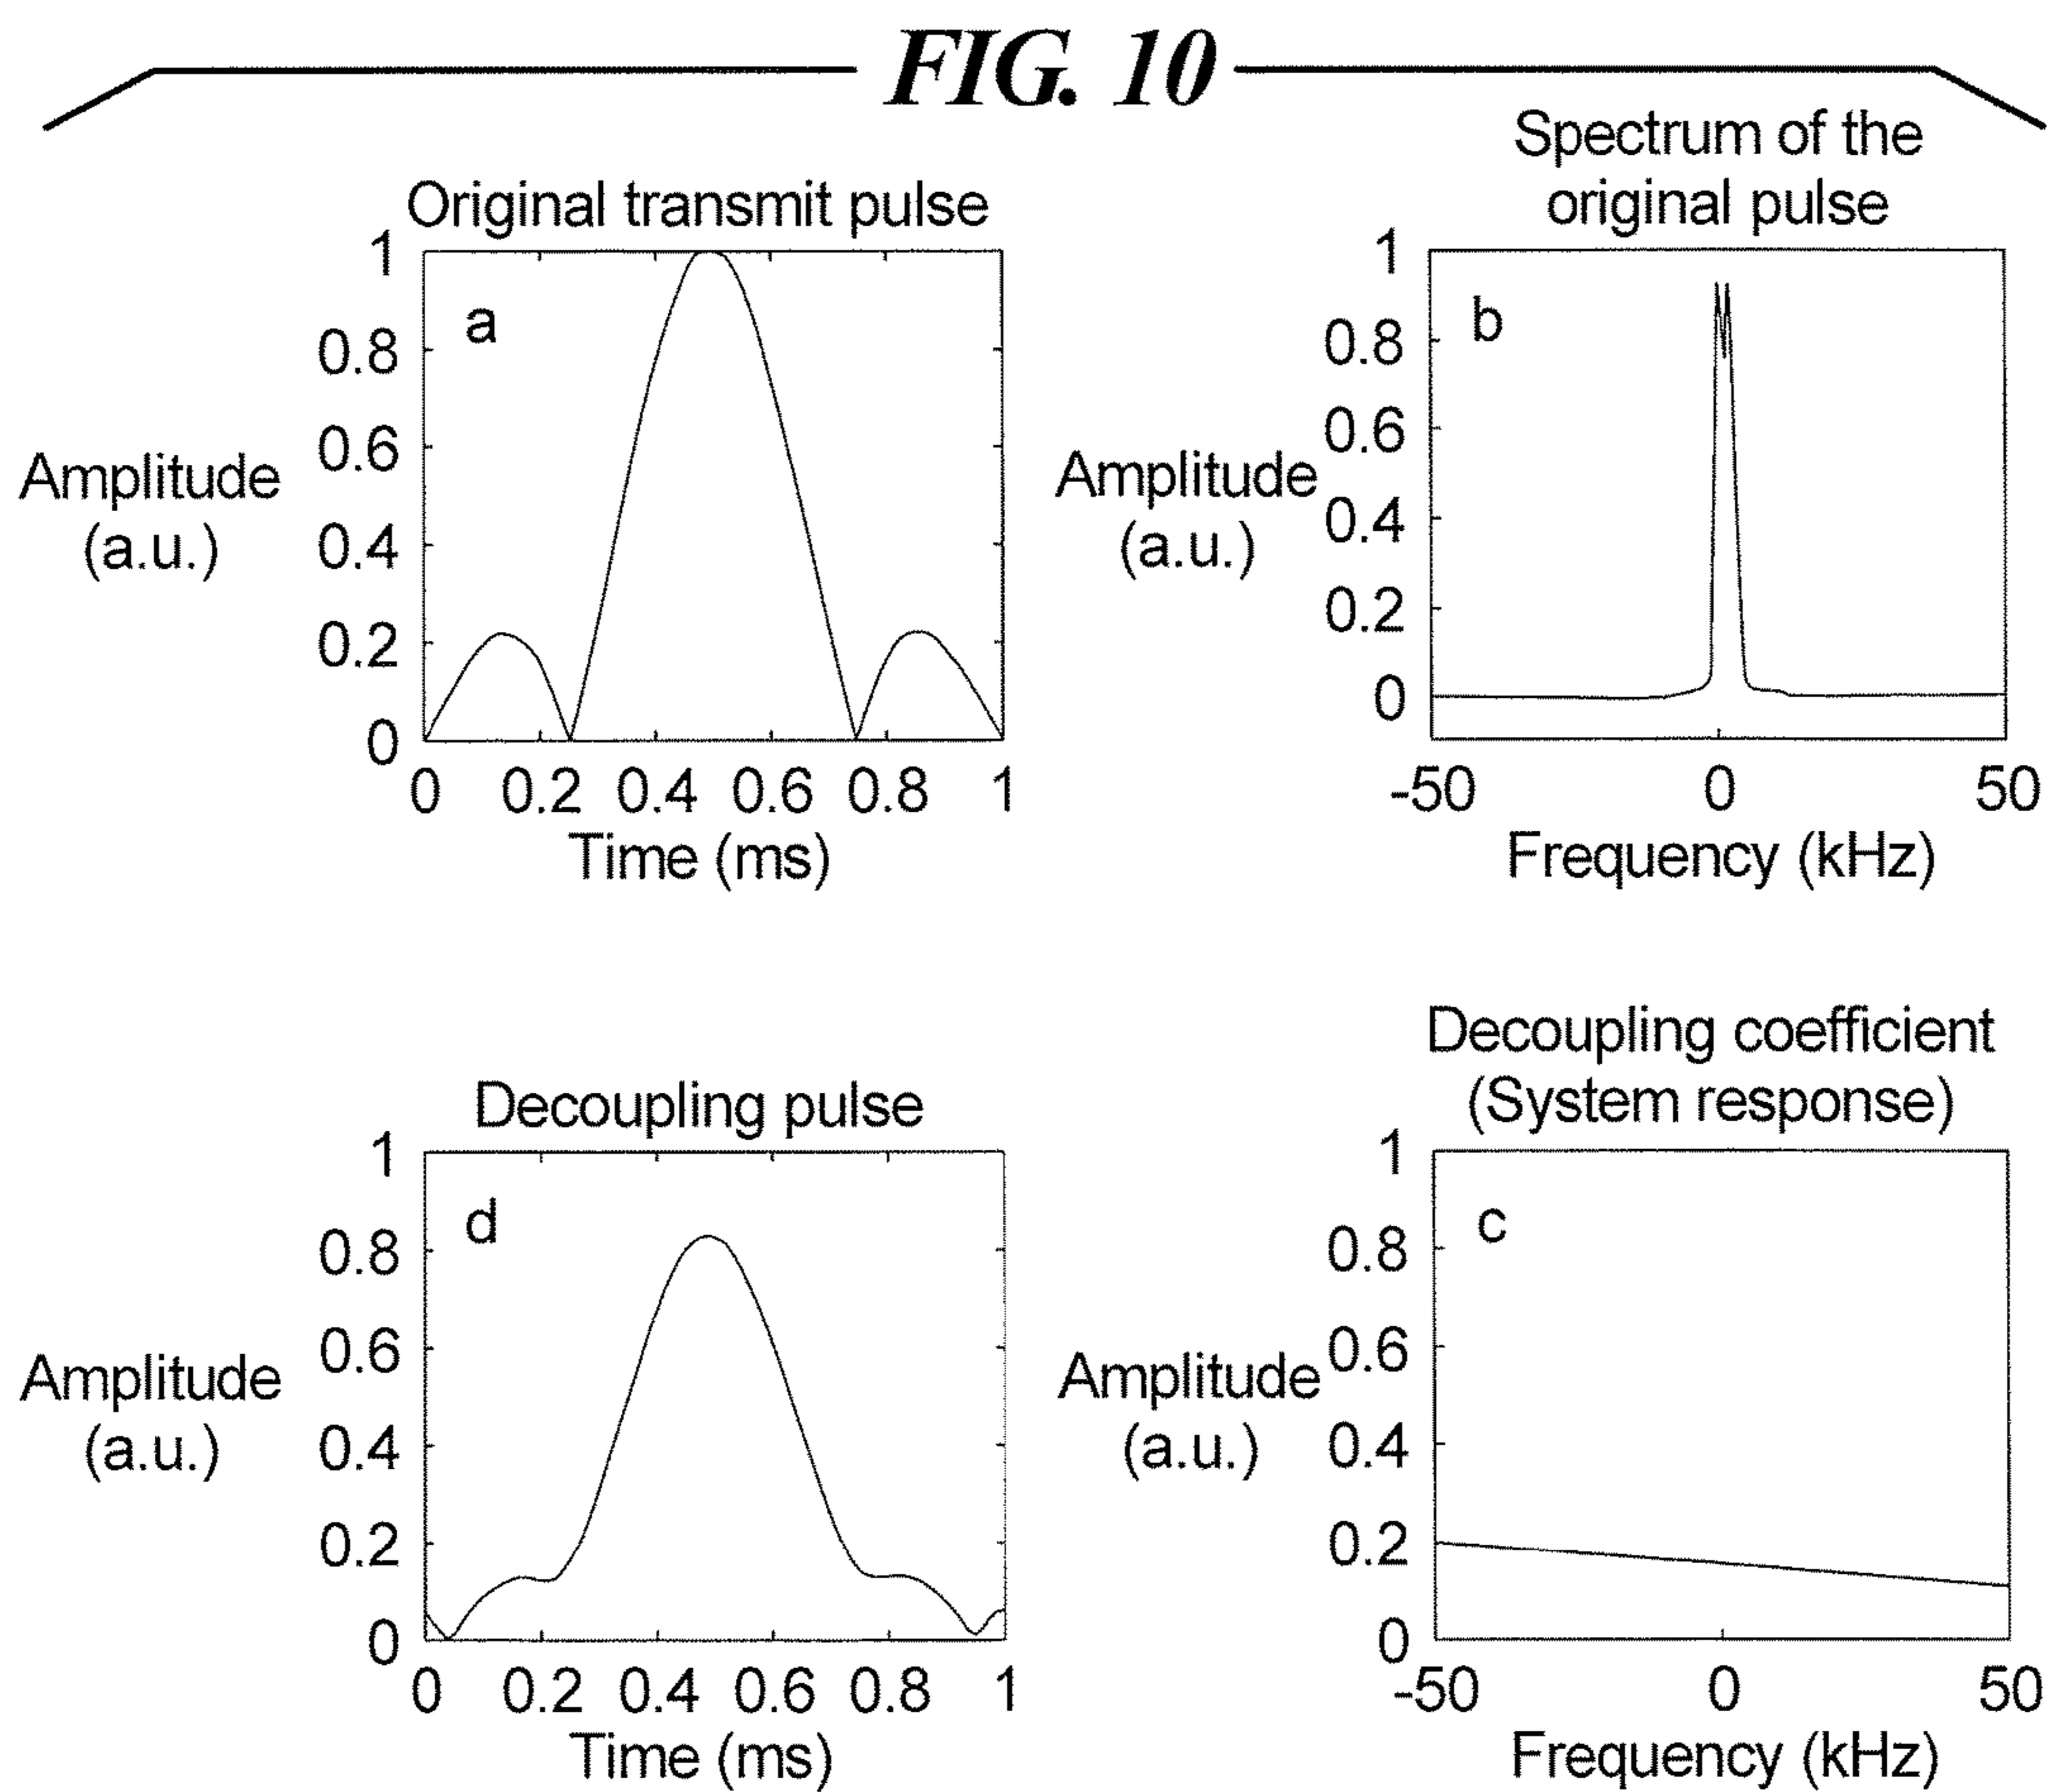 FIG. 10
Original transmit pulse
a
1
0.8
0.6
0.4
0.2
0
Amplitude
(a.u.)
0 0.2 0.4 0.6 0.8 1
Time (ms)
Spectrum of the
original pulse
b
1
0.8
0.6
0.4
0.2
0
Amplitude
(a.u.)
-50 0 50
Frequency (kHz)
Decoupling pulse
d
1
0.8
0.6
0.4
0.2
0
Amplitude
(a.u.)
0 0.2 0.4 0.6 0.8 1
Time (ms)
Decoupling coefficient
(System response)
c
1
0.8
0.6
0.4
0.2
0
Amplitude
(a.u.)
-50 0 50
Frequency (kHz)